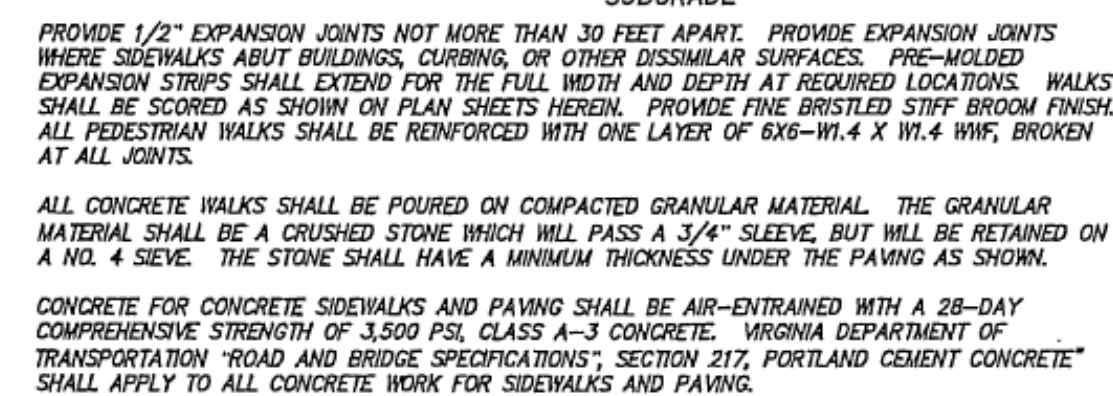 SUBGRADE
PROVIDE 1/2" EXPANSION JOINTS NOT MORE THAN 30 FEET APART. PROVIDE EXPANSION JOINTS
WHERE SIDEWALKS ABUT BUILDINGS, CURBING, OR OTHER DISSIMILAR SURFACES. PRE-MOLDED
EXPANSION STRIPS SHALL EXTEND FOR THE FULL WIDTH AND DEPTH AT REQUIRED LOCATIONS. WALKS
SHALL BE SCORED AS SHOWN ON PLAN SHEETS HEREIN. PROVIDE FINE BRISTLED STIFF BROOM FINISH.
ALL PEDESTRIAN WALKS SHALL BE REINFORCED WITH ONE LAYER OF 6X6-W1.4 X W1.4 WWF, BROKEN
AT ALL JOINTS.
ALL CONCRETE WALKS SHALL BE POURED ON COMPACTED GRANULAR MATERIAL. THE GRANULAR
MATERIAL SHALL BE A CRUSHED STONE WHICH WILL PASS A 3/4" SLEEVE, BUT WILL BE RETAINED ON
A NO. 4 SIEVE. THE STONE SHALL HAVE A MINIMUM THICKNESS UNDER THE PAVING AS SHOWN.
CONCRETE FOR CONCRETE SIDEWALKS AND PAVING SHALL BE AIR-ENTRAINED WITH A 28-DAY
COMPREHENSIVE STRENGTH OF 3,500 PSI, CLASS A-3 CONCRETE. VIRGINIA DEPARTMENT OF
TRANSPORTATION "ROAD AND BRIDGE SPECIFICATIONS", SECTION 217, PORTLAND CEMENT CONCRETE"
SHALL APPLY TO ALL CONCRETE WORK FOR SIDEWALKS AND PAVING.